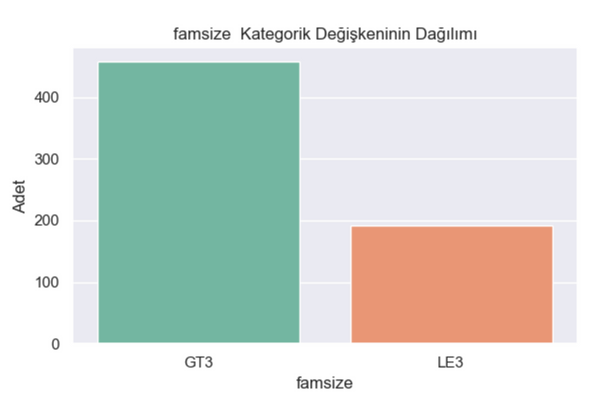 famsize  Kategorik Değişkeninin Dağılımı
Adet
400
300
200
100
0
GT3
LE3
famsize